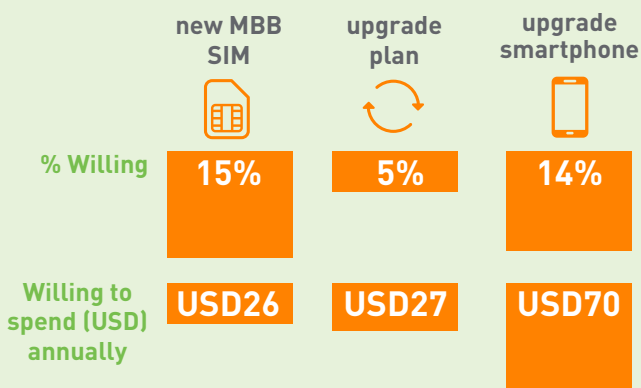 new MBB
SIM
upgrade
plan
upgrade
smartphone
% Willing
15%
5%
14%
Willing to
spend (USD)
annually
USD26
USD27
USD70